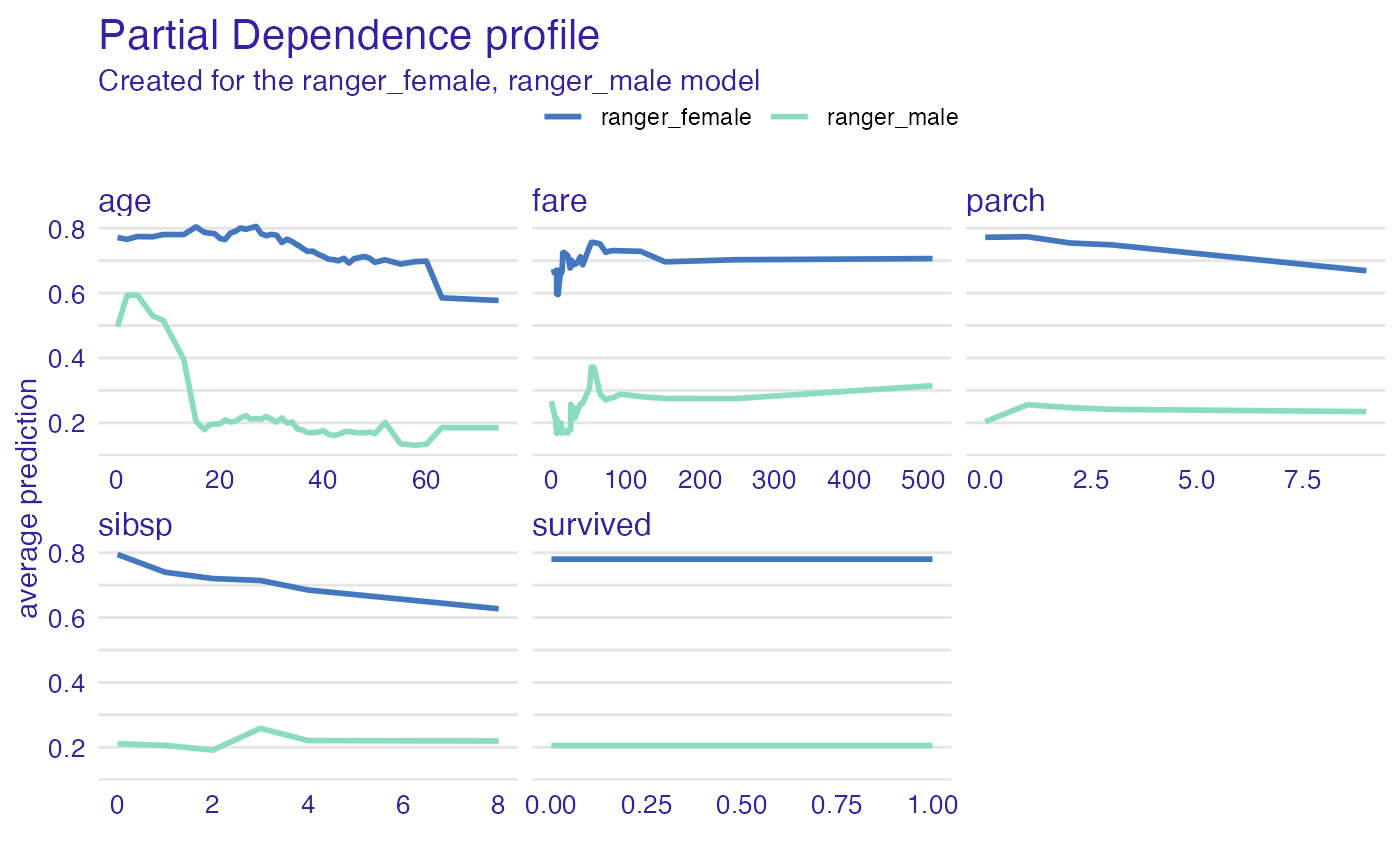 Partial Dependence profile
Created for the ranger_female, ranger_male model
ranger_female ranger_male
age fare parch
0.8
0.6
0.4
0.2
0 20 40 60 0 100 200 300 400 500 0.0 2.5 5.0 7.5
average prediction
sibsp survived
0.8
0.6
0.4
0.2
0 2 4 6 8 0.00 0.25 0.50 0.75 1.00